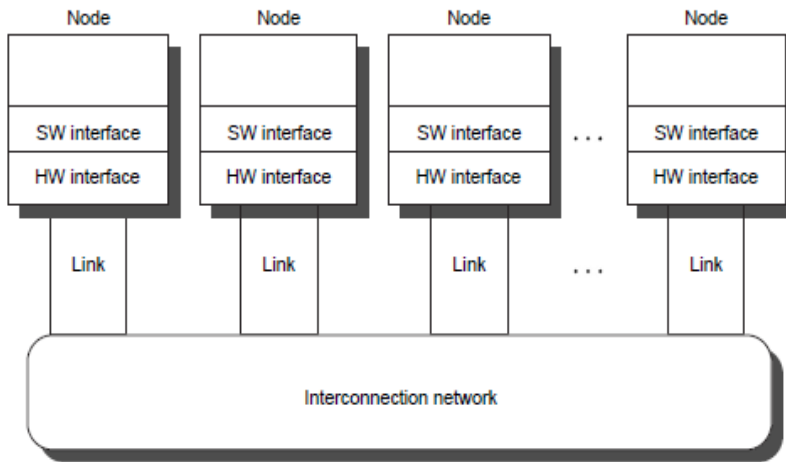 Node Node Node Node
SW interface SW interface SW interface ... SW interface
HW interface HW interface HW interface HW interface
Link Link Link ... Link
Interconnection network